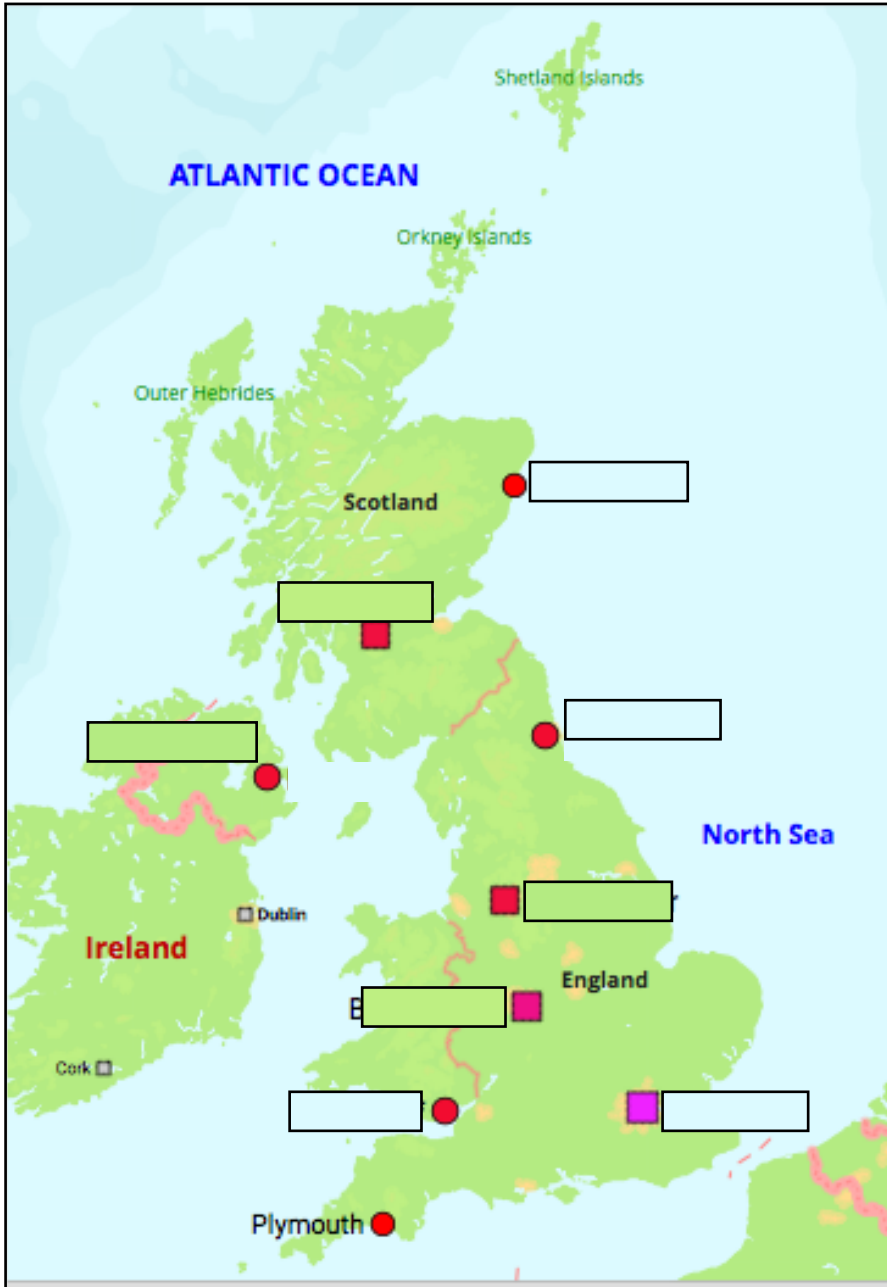 Shetland Islands
ATLANTIC OCEAN
Orkney Islands
Outer Hebrides
Scotland
North Sea
Dublin
Ireland
England
Cork
Plymouth